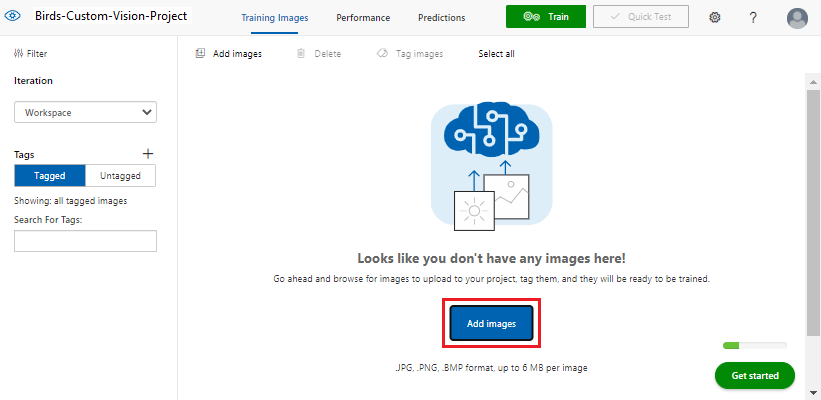 Birds-Custom-Vision-Project
Training Images
Performance
Predictions
Train
Quick Test
?
Filter
Iteration
Workspace
Tags
+
Tagged
Untagged
Showing: all tagged images
Search For Tags:
Add images
Delete
Tag images
Select all
Looks like you don't have any images here!
Go ahead and browse for images to upload to your project, tag them, and they will be ready to be trained.
Add images
.JPG, .PNG, .BMP format, up to 6 MB per image
Get started